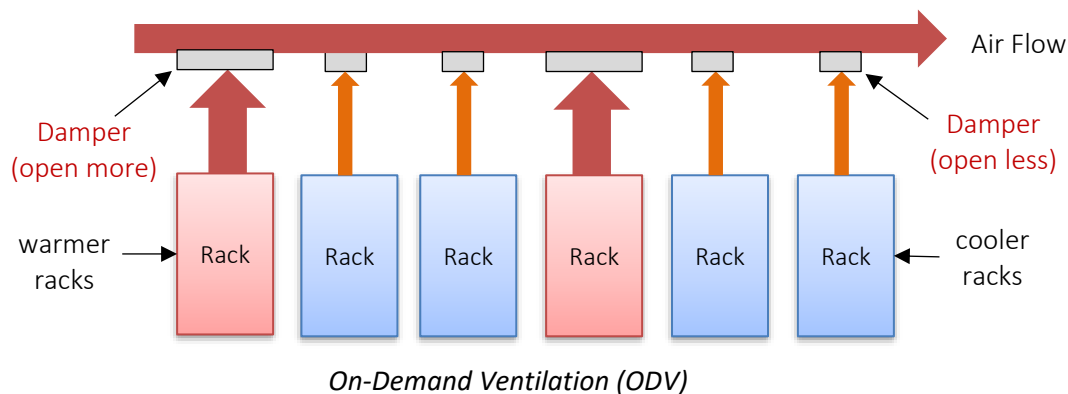 Air Flow
Damper
(open more)
Damper
(open less)
warmer
racks
Rack
Rack
Rack
Rack
Rack
Rack
cooler
racks
On-Demand Ventilation (ODV)